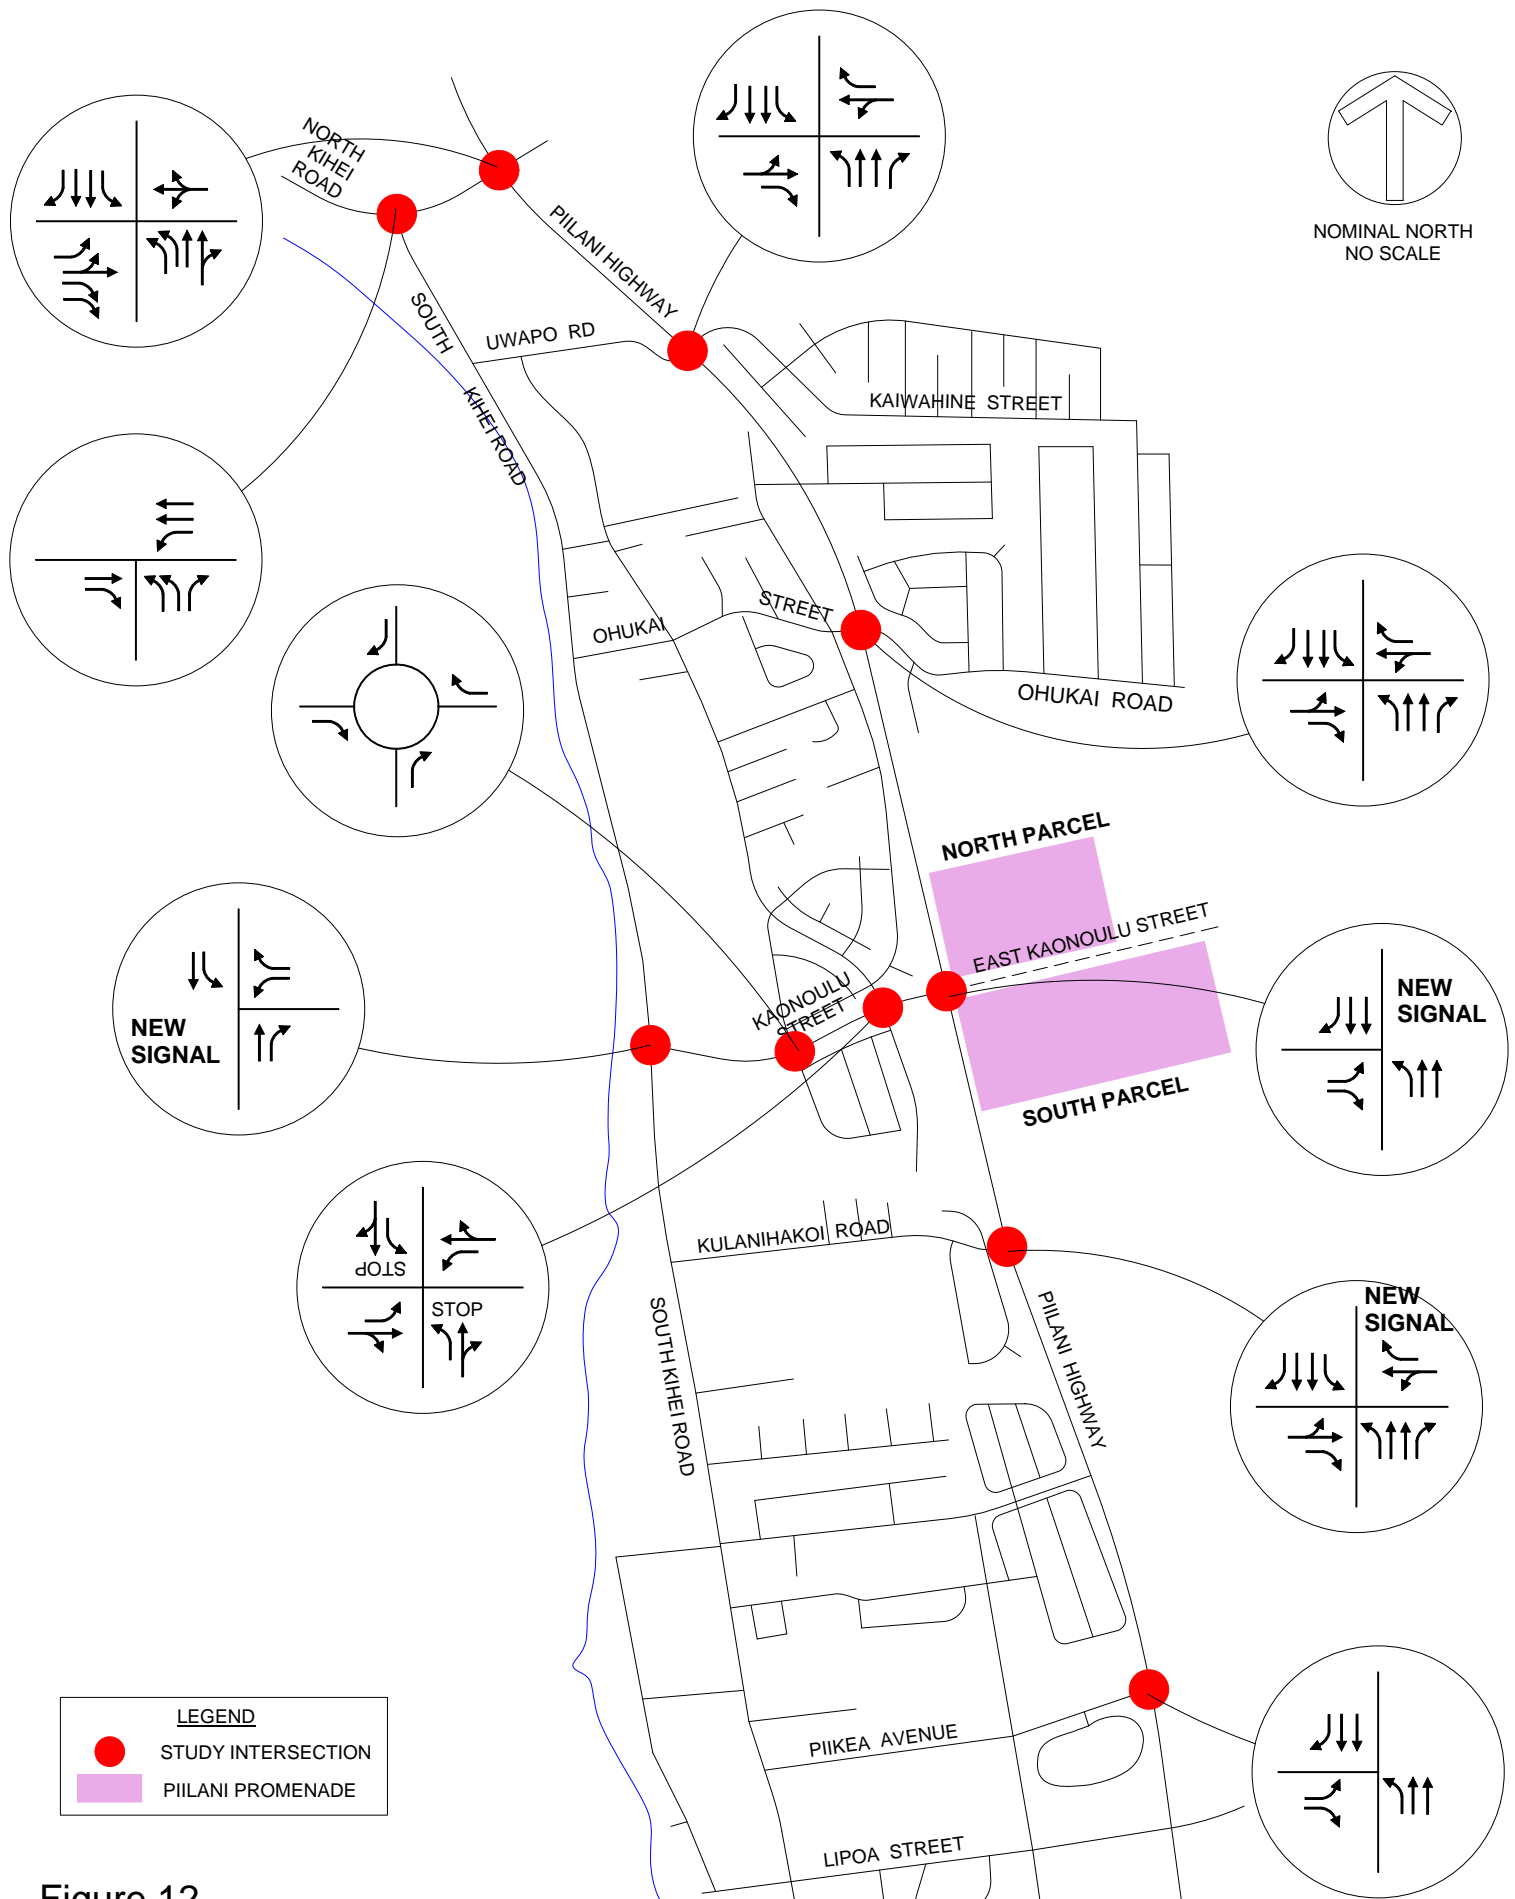 NORTH
KIHEI
ROAD
PIILANI HIGHWAY
NOMINAL NORTH
NO SCALE
SOUTH
KIHEI ROAD
UWAPO RD
KAIWAHINE STREET
OHUKAI
STREET
OHUKAI ROAD
NORTH PARCEL
EAST KAONOULU STREET
SOUTH PARCEL
KAONOULU
STREET
NEW
SIGNAL
NEW
SIGNAL
STOP
STOP
KULANIHAKOI ROAD
SOUTH KIHEI ROAD
PIILANI HIGHWAY
NEW
SIGNAL
LEGEND
STUDY INTERSECTION
PIILANI PROMENADE
PIIKEA AVENUE
LIPOA STREET
Figure 12